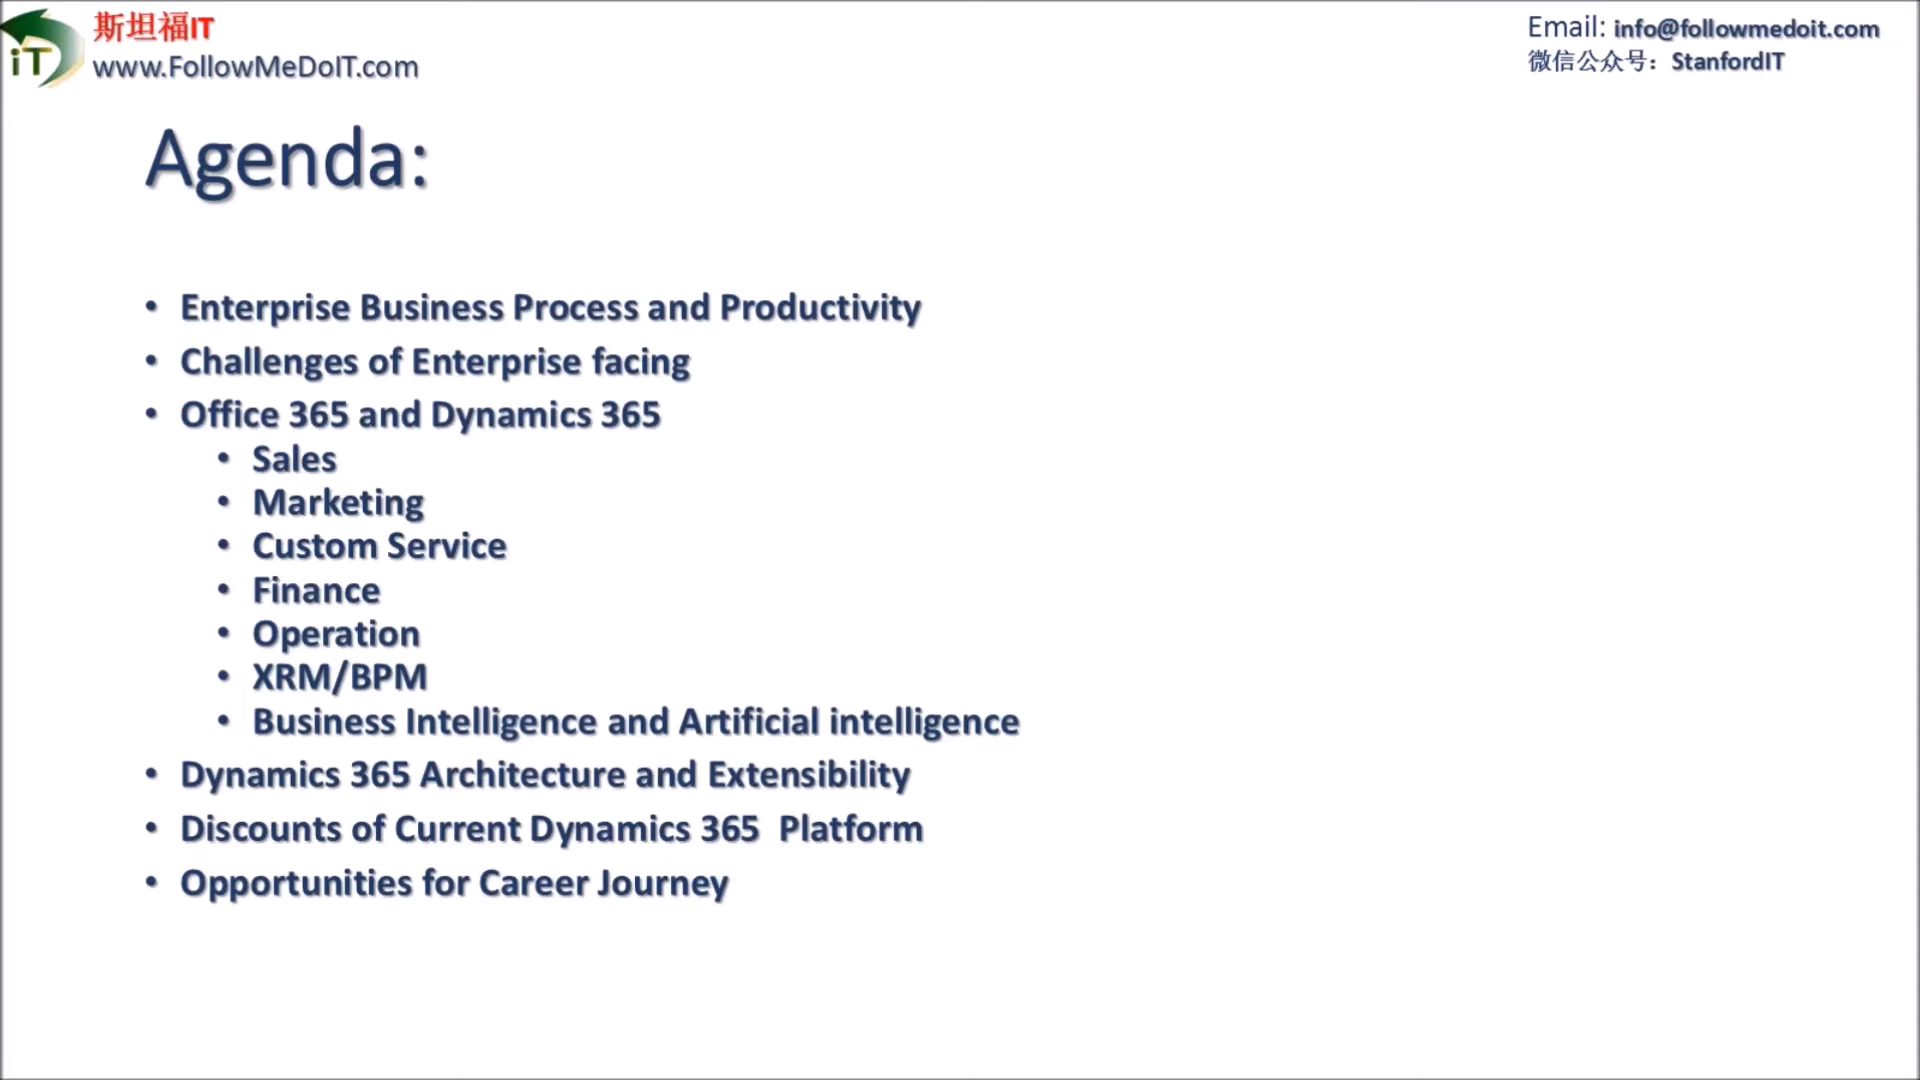 iT
斯坦福IT
www.FollowMeDoIT.com
Email: info@followmedoit.com
微信公众号：StanfordIT
Agenda:
• Enterprise Business Process and Productivity
• Challenges of Enterprise facing
• Office 365 and Dynamics 365
• Sales
• Marketing
• Custom Service
• Finance
• Operation
• XRM/BPM
• Business Intelligence and Artificial intelligence
• Dynamics 365 Architecture and Extensibility
• Discounts of Current Dynamics 365  Platform
• Opportunities for Career Journey